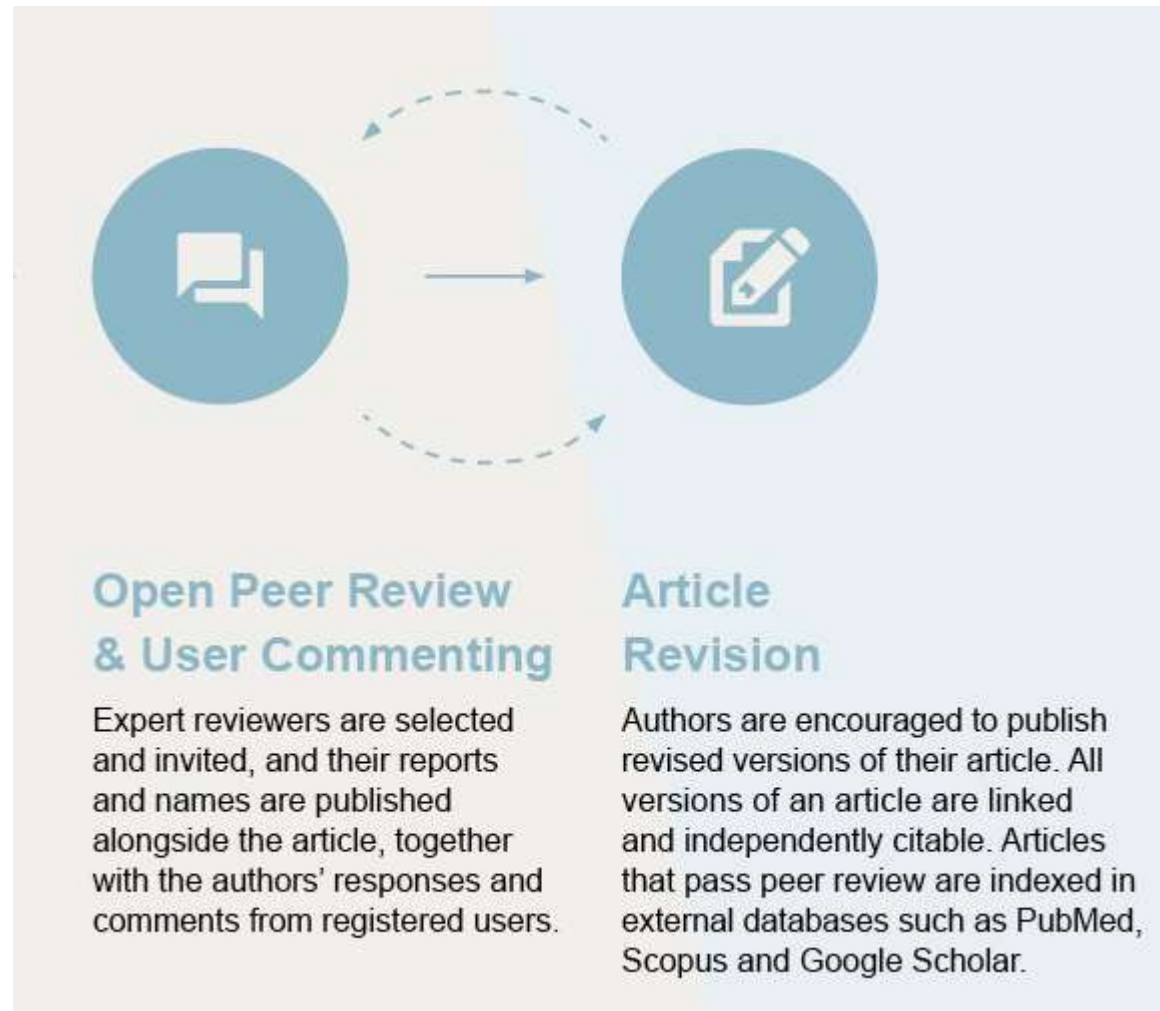 Open Peer Review
& User Commenting
Expert reviewers are selected
and invited, and their reports
and names are published
alongside the article, together
with the authors’ responses and
comments from registered users.
Article
Revision
Authors are encouraged to publish
revised versions of their article. All
versions of an article are linked
and independently citable. Articles
that pass peer review are indexed in
external databases such as PubMed,
Scopus and Google Scholar.